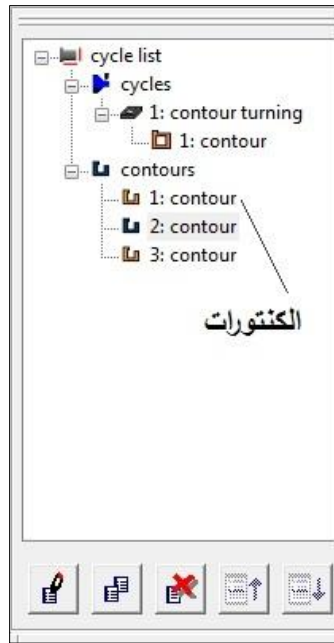 cycle list
cycles
1: contour turning
1: contour
contours
1: contour
2: contour
3: contour
الكنتورات